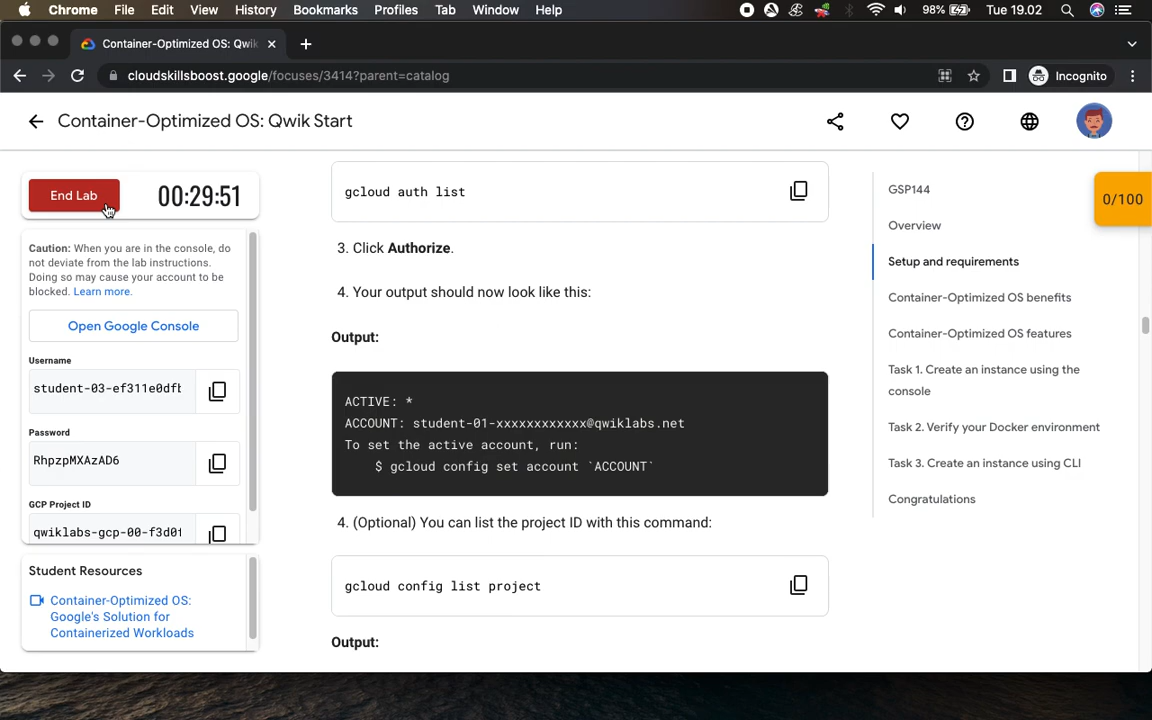 Chrome File Edit View History Bookmarks Profiles Tab Window Help 98% Tue 19.02
Container-Optimized OS: Qwik
cloudskillsboost.google/focuses/3414?parent=catalog Incognito
Container-Optimized OS: Qwik Start
End Lab 00:29:51
Caution: When you are in the console, do
not deviate from the lab instructions.
Doing so may cause your account to be
blocked. Learn more.
Open Google Console
Username
student-03-ef311e0dfb
Password
RhpzpMXAzAD6
GCP Project ID
qwiklabs-gcp-00-f3d01
Student Resources
Container-Optimized OS:
Google's Solution for
Containerized Workloads
gcloud auth list
3. Click Authorize.
4. Your output should now look like this:
Output:
ACTIVE: *
ACCOUNT: student-01-xxxxxxxxxxxx@qwiklabs.net
To set the active account, run:
$ gcloud config set account `ACCOUNT`
4. (Optional) You can list the project ID with this command:
gcloud config list project
Output:
GSP144
Overview
Setup and requirements
Container-Optimized OS benefits
Container-Optimized OS features
Task 1. Create an instance using the
console
Task 2. Verify your Docker environment
Task 3. Create an instance using CLI
Congratulations
0/100